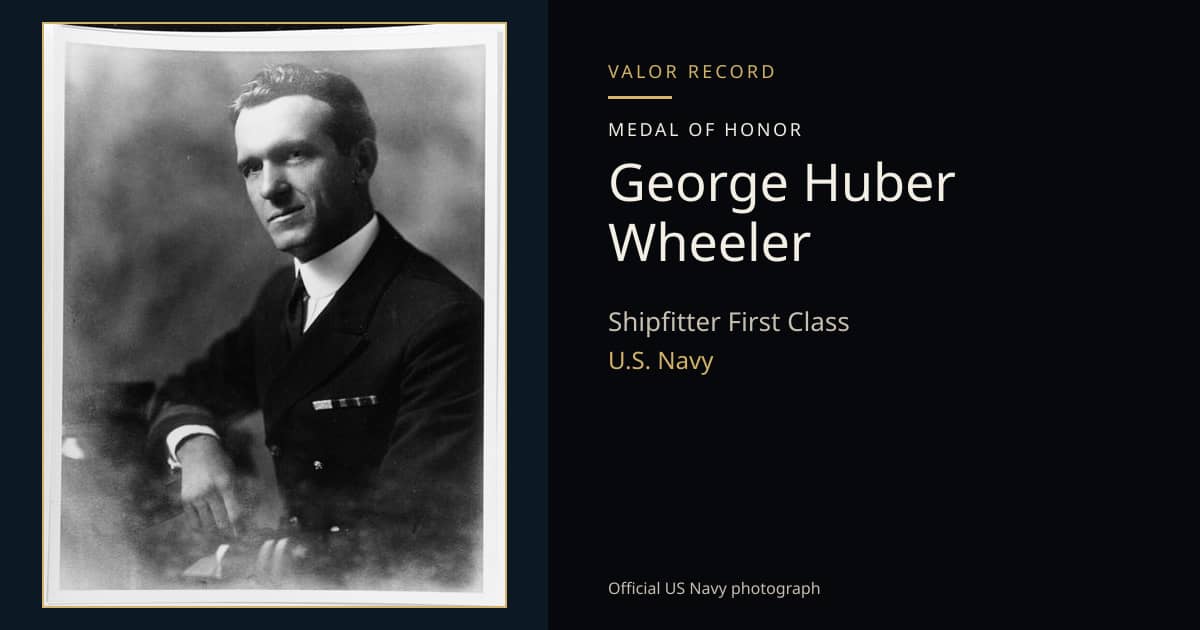 VALOR RECORD
MEDAL OF HONOR
George Huber
Wheeler
Shipfitter First Class
U.S. Navy
Official US Navy photograph